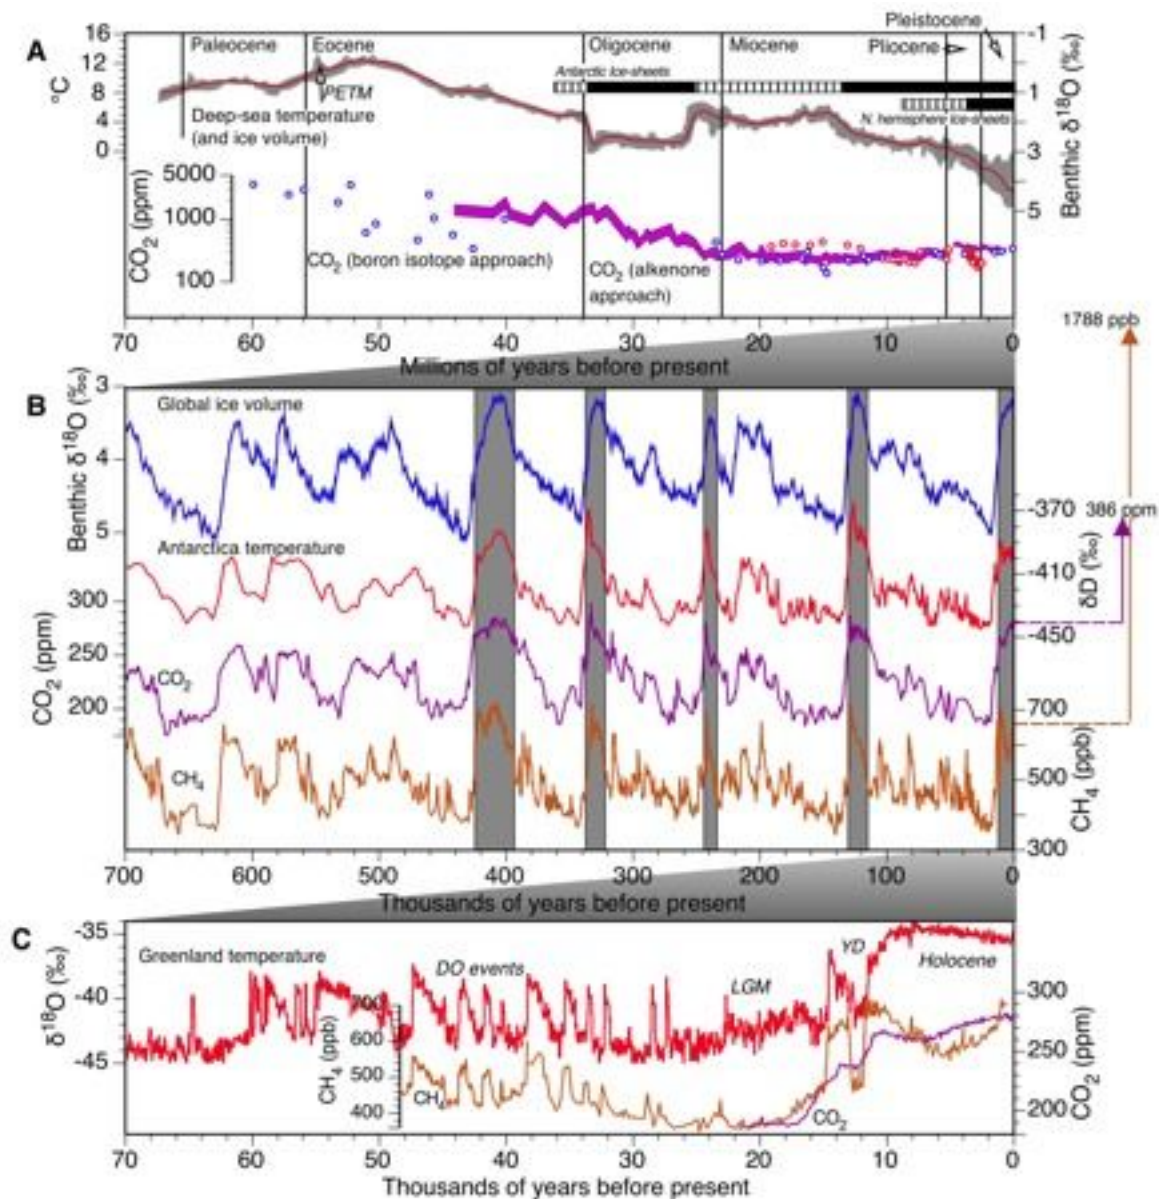 Pleistocene
A
16
12
8
4
0
°C
Paleocene
Eocene
Oligocene
Miocene
Pliocene
-1
1
3
5
Benthic δ18O (‰)
Antarctic Ice-sheets
N. hemisphere ice-sheets
PETM
Deep-sea temperature
(and ice volume)
5000
1000
100
CO2 (ppm)
CO2 (boron isotope approach)
CO2 (alkenone
approach)
70 60 50 40 30 20 10 0
Millions of years before present
1788 ppb
B
3
4
5
Benthic δ18O (‰)
Global ice volume
-370
-410
-450
δD (‰)
386 ppm
Antarctica temperature
300
250
200
CO2 (ppm)
CO2
700
500
300
CH4 (ppb)
CH4
700 600 500 400 300 200 100 0
Thousands of years before present
C
-35
-40
-45
δ18O (‰)
Greenland temperature
DO events
LGM
YD
Holocene
700
600
500
400
CH4 (ppb)
CH4
CO2
300
250
200
CO2 (ppm)
70 60 50 40 30 20 10 0
Thousands of years before present